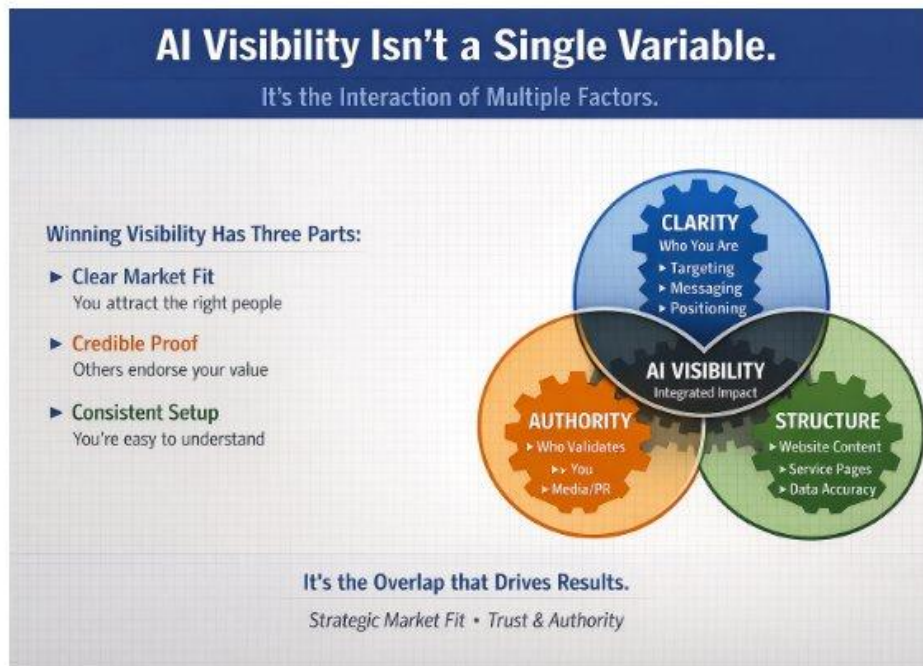 AI Visibility Isn't a Single Variable.
It's the Interaction of Multiple Factors.
Winning Visibility Has Three Parts:
► Clear Market Fit
You attract the right people
► Credible Proof
Others endorse your value
► Consistent Setup
You're easy to understand
CLARITY
Who You Are
▸ Targeting
▸ Messaging
▸ Positioning
AI VISIBILITY
Integrated Impact
AUTHORITY
▸ Who Validates
▸▸ You
▸ Media/PR
STRUCTURE
▸ Website Content
▸ Service Pages
▸ Data Accuracy
It's the Overlap that Drives Results.
Strategic Market Fit • Trust & Authority